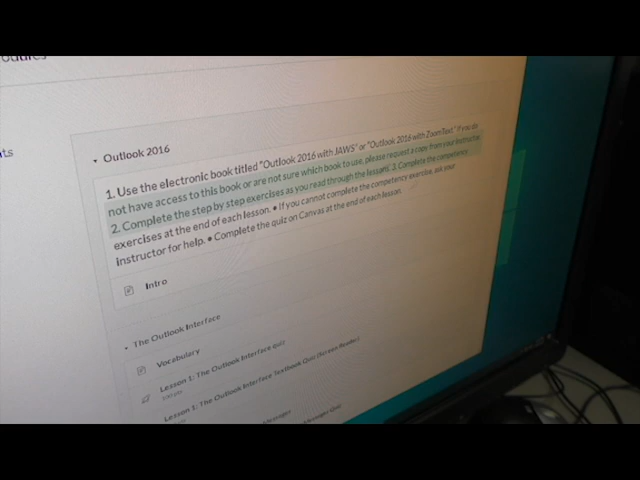 Outlook 2016
1. Use the electronic book titled "Outlook 2016 with JAWS" or "Outlook 2016 with ZoomText" If you do
not have access to this book or are not sure which book to use, please request a copy from your instructor
2. Complete the step by step exercises as you read through the lessons. 3. Complete the competency
exercises at the end of each lesson. • If you cannot complete the competency exercise, ask your
Instructor for help. • Complete the quiz on Canvas at the end of each lesson.
Intro
The Outlook Interface
Vocabulary
Lesson 1: The Outlook Interface quiz
Lesson 1: The Outlook Interface Textbook Quiz (Screen Reader)